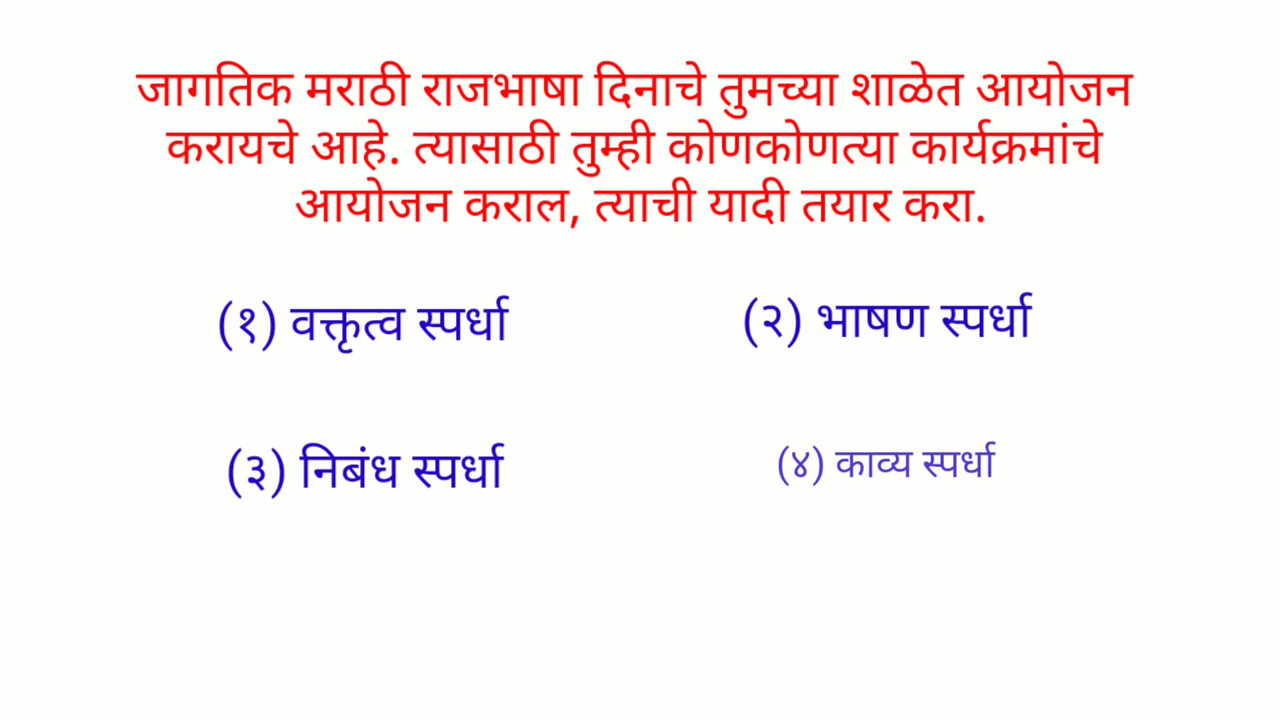 जागतिक मराठी राजभाषा दिनाचे तुमच्या शाळेत आयोजन
करायचे आहे. त्यासाठी तुम्ही कोणकोणत्या कार्यक्रमांचे
आयोजन कराल, त्याची यादी तयार करा.
(१) वक्तृत्व स्पर्धा
(२) भाषण स्पर्धा
(३) निबंध स्पर्धा
(४) काव्य स्पर्धा